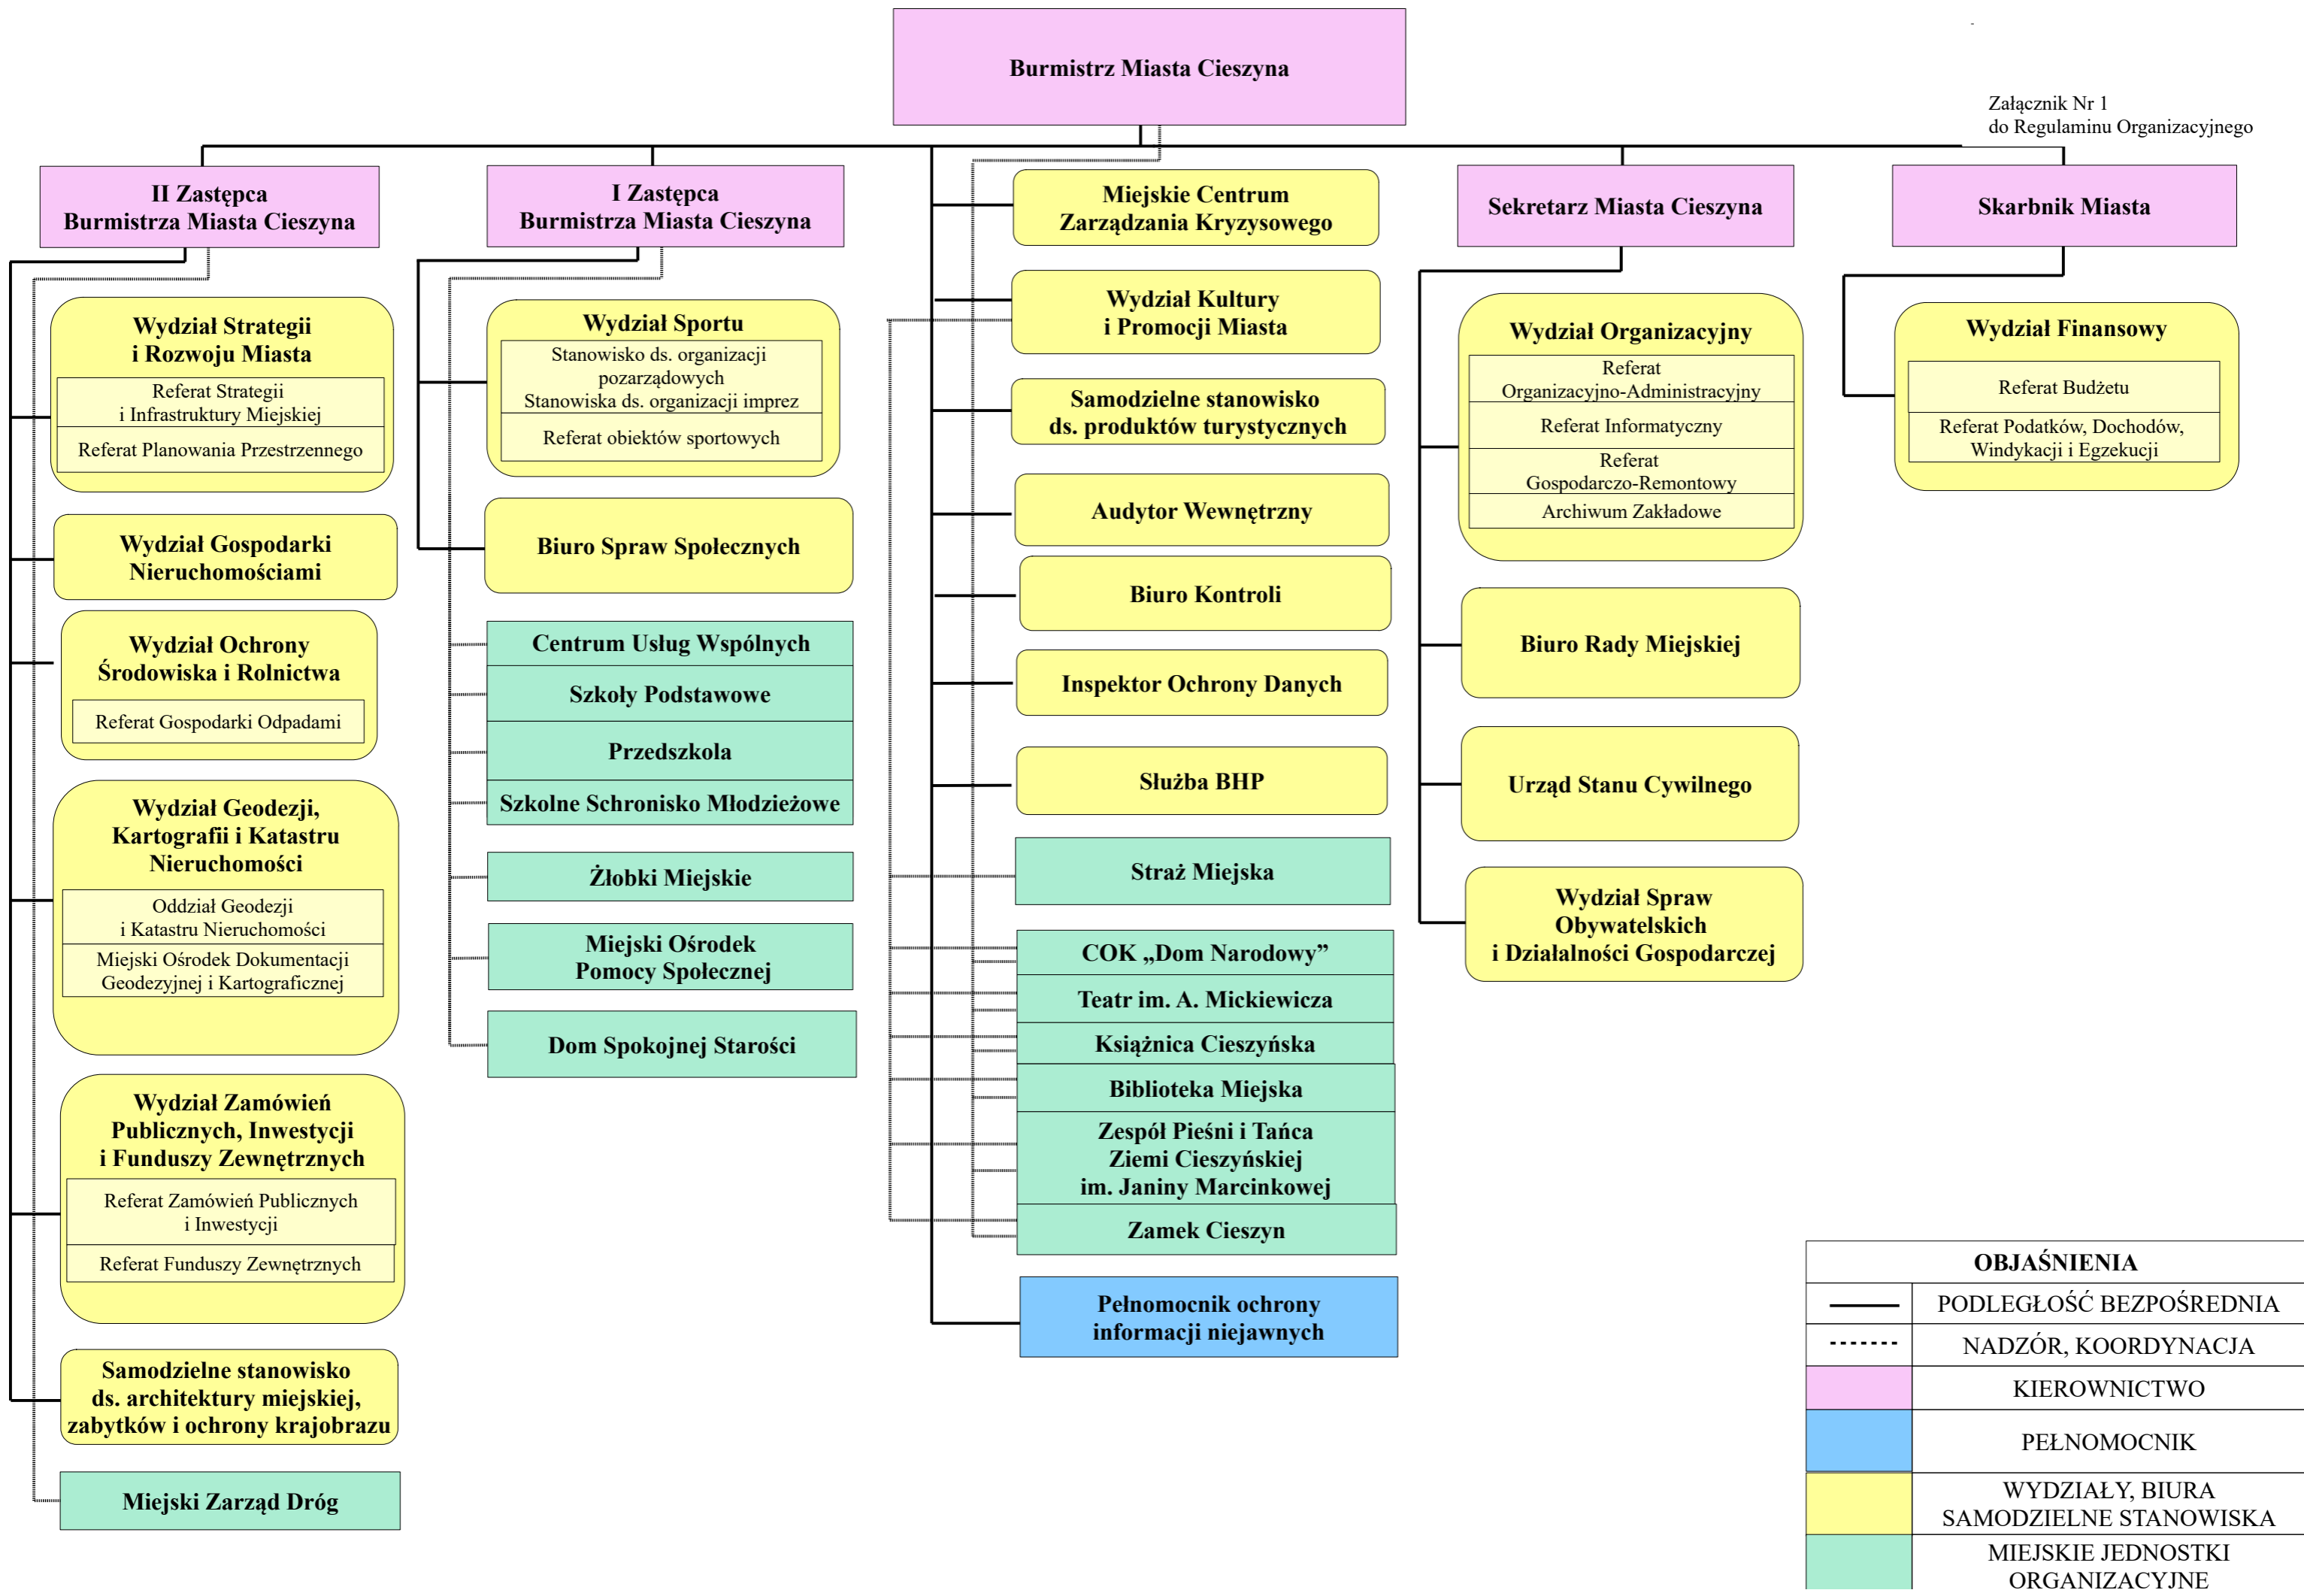 Burmistrz Miasta Cieszyna
Załącznik Nr 1
do Regulaminu Organizacyjnego
II Zastępca
Burmistrza Miasta Cieszyna
Wydział Strategii
i Rozwoju Miasta
Referat Strategii
i Infrastruktury Miejskiej
Referat Planowania Przestrzennego
Wydział Gospodarki
Nieruchomościami
Wydział Ochrony
Środowiska i Rolnictwa
Referat Gospodarki Odpadami
Wydział Geodezji,
Kartografii i Katastru
Nieruchomości
Oddział Geodezji
i Katastru Nieruchomości
Miejski Ośrodek Dokumentacji
Geodezyjnej i Kartograficznej
Wydział Zamówień
Publicznych, Inwestycji
i Funduszy Zewnętrznych
Referat Zamówień Publicznych
i Inwestycji
Referat Funduszy Zewnętrznych
Samodzielne stanowisko
ds. architektury miejskiej,
zabytków i ochrony krajobrazu
Miejski Zarząd Dróg
I Zastępca
Burmistrza Miasta Cieszyna
Wydział Sportu
Stanowisko ds. organizacji
pozarządowych
Stanowiska ds. organizacji imprez
Referat obiektów sportowych
Biuro Spraw Społecznych
Centrum Usług Wspólnych
Szkoły Podstawowe
Przedszkola
Szkolne Schronisko Młodzieżowe
Żłobki Miejskie
Miejski Ośrodek
Pomocy Społecznej
Dom Spokojnej Starości
Miejskie Centrum
Zarządzania Kryzysowego
Wydział Kultury
i Promocji Miasta
Samodzielne stanowisko
ds. produktów turystycznych
Audytor Wewnętrzny
Biuro Kontroli
Inspektor Ochrony Danych
Służba BHP
Straż Miejska
COK „Dom Narodowy”
Teatr im. A. Mickiewicza
Książnica Cieszyńska
Biblioteka Miejska
Zespół Pieśni i Tańca
Ziemi Cieszyńskiej
im. Janiny Marcinkowej
Zamek Cieszyn
Pełnomocnik ochrony
informacji niejawnych
Sekretarz Miasta Cieszyna
Wydział Organizacyjny
Referat
Organizacyjno-Administracyjny
Referat Informatyczny
Referat
Gospodarczo-Remontowy
Archiwum Zakładowe
Biuro Rady Miejskiej
Urząd Stanu Cywilnego
Wydział Spraw
Obywatelskich
i Działalności Gospodarczej
Skarbnik Miasta
Wydział Finansowy
Referat Budżetu
Referat Podatków, Dochodów,
Windykacji i Egzekucji
OBJAŚNIENIA
PODLEGŁOŚĆ BEZPOŚREDNIA
NADZÓR, KOORDYNACJA
KIEROWNICTWO
PEŁNOMOCNIK
WYDZIAŁY, BIURA
SAMODZIELNE STANOWISKA
MIEJSKIE JEDNOSTKI
ORGANIZACYJNE